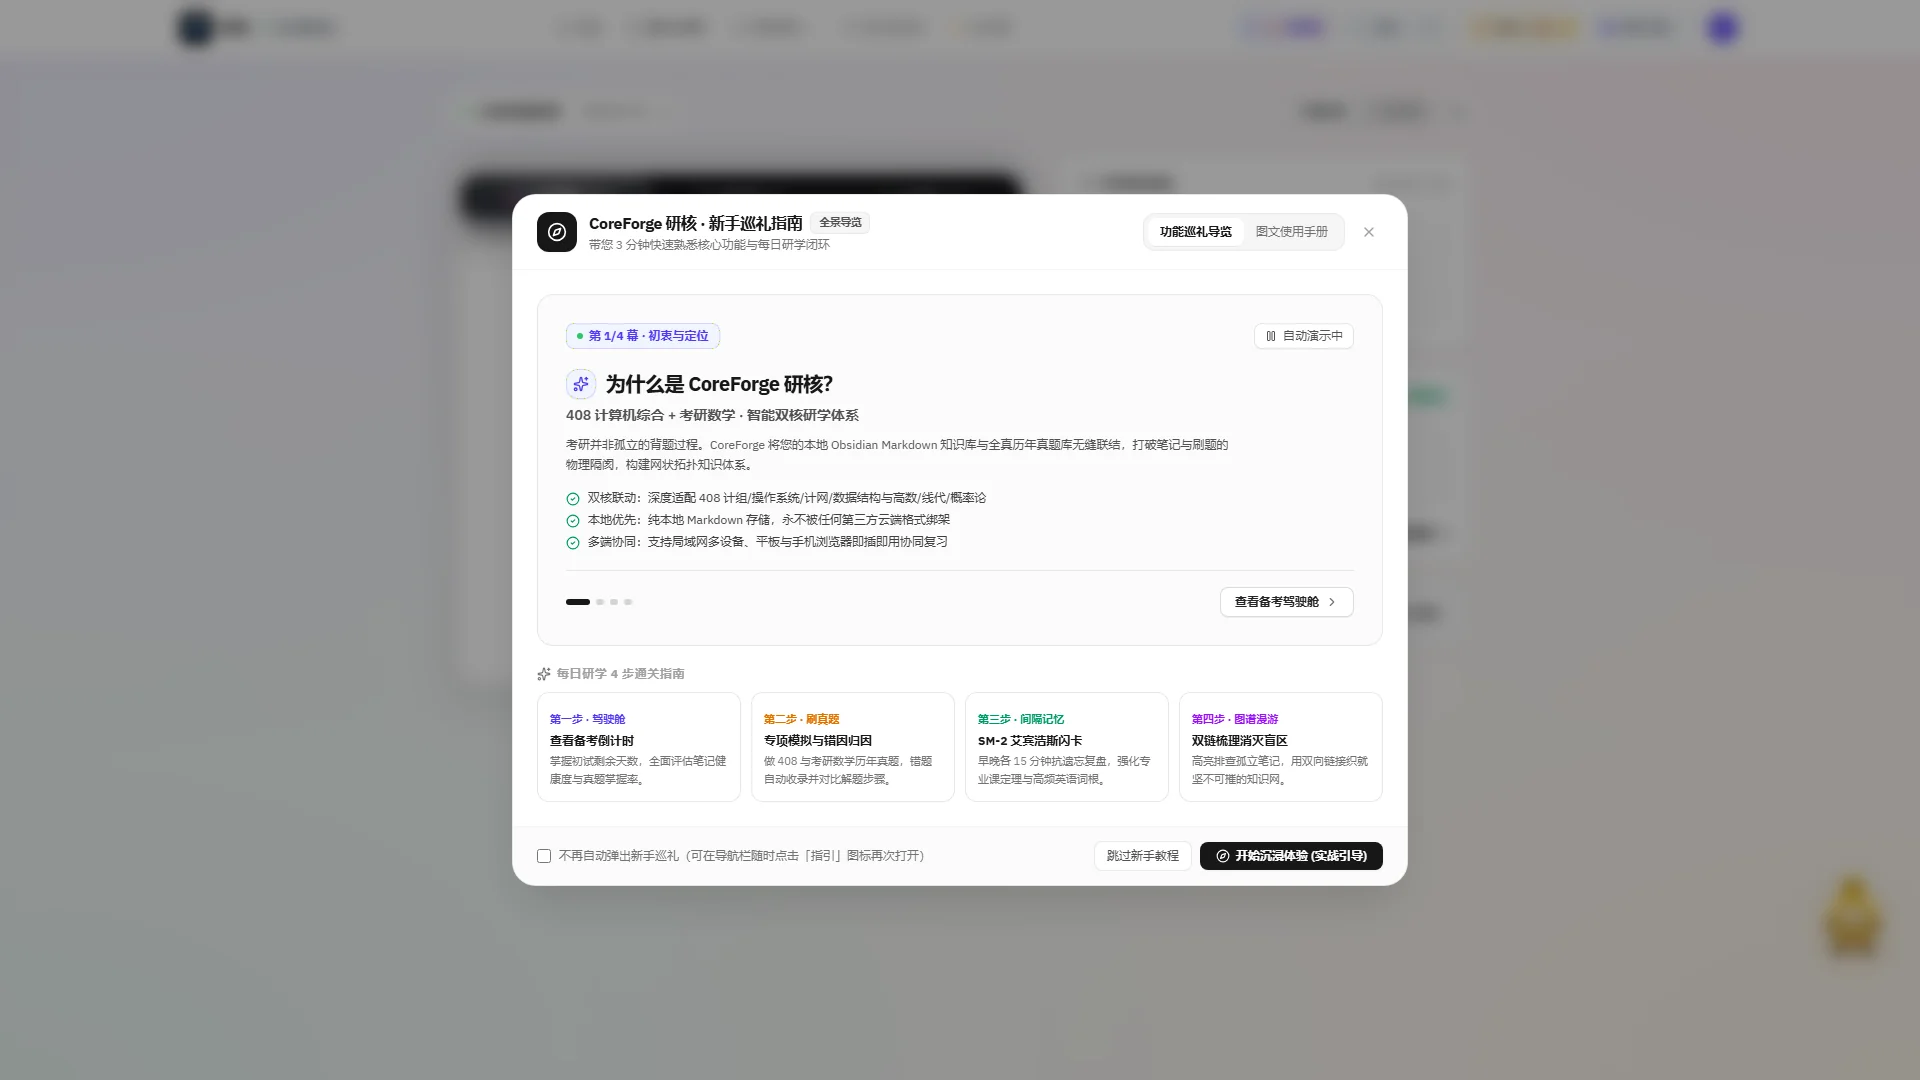 CoreForge 研核 · 新手巡礼指南 全景导览
带您 3 分钟快速熟悉核心功能与每日研学闭环
功能巡礼导览 图文使用手册
第 1/4 幕 · 初衷与定位
自动演示中
为什么是 CoreForge 研核？
408 计算机综合 + 考研数学 · 智能双核研学体系
考研并非孤立的背题过程。CoreForge 将您的本地 Obsidian Markdown 知识库与全真历年真题库无缝联结，打破笔记与刷题的
物理隔阂，构建网状拓扑知识体系。
双核联动：深度适配 408 计组/操作系统/计网/数据结构与高数/线代/概率论
本地优先：纯本地 Markdown 存储，永不被任何第三方云端格式绑架
多端协同：支持局域网多设备、平板与手机浏览器即插即用协同复习
查看备考驾驶舱
每日研学 4 步通关指南
第一步 · 驾驶舱
查看备考倒计时
掌握初试剩余天数，全面评估笔记健
康度与真题掌握率。
第二步 · 刷真题
专项模拟与错因归因
做 408 与考研数学历年真题，错题
自动收录并对比解题步骤。
第三步 · 间隔记忆
SM-2 艾宾浩斯闪卡
早晚各 15 分钟抗遗忘复盘，强化专
业课定理与高频英语词根。
第四步 · 图谱漫游
双链梳理消灭盲区
高亮排查孤立笔记，用双向链接织就
坚不可摧的知识网。
不再自动弹出新手巡礼（可在导航栏随时点击「指引」图标再次打开）
跳过新手教程
开始沉浸体验 (实战引导)